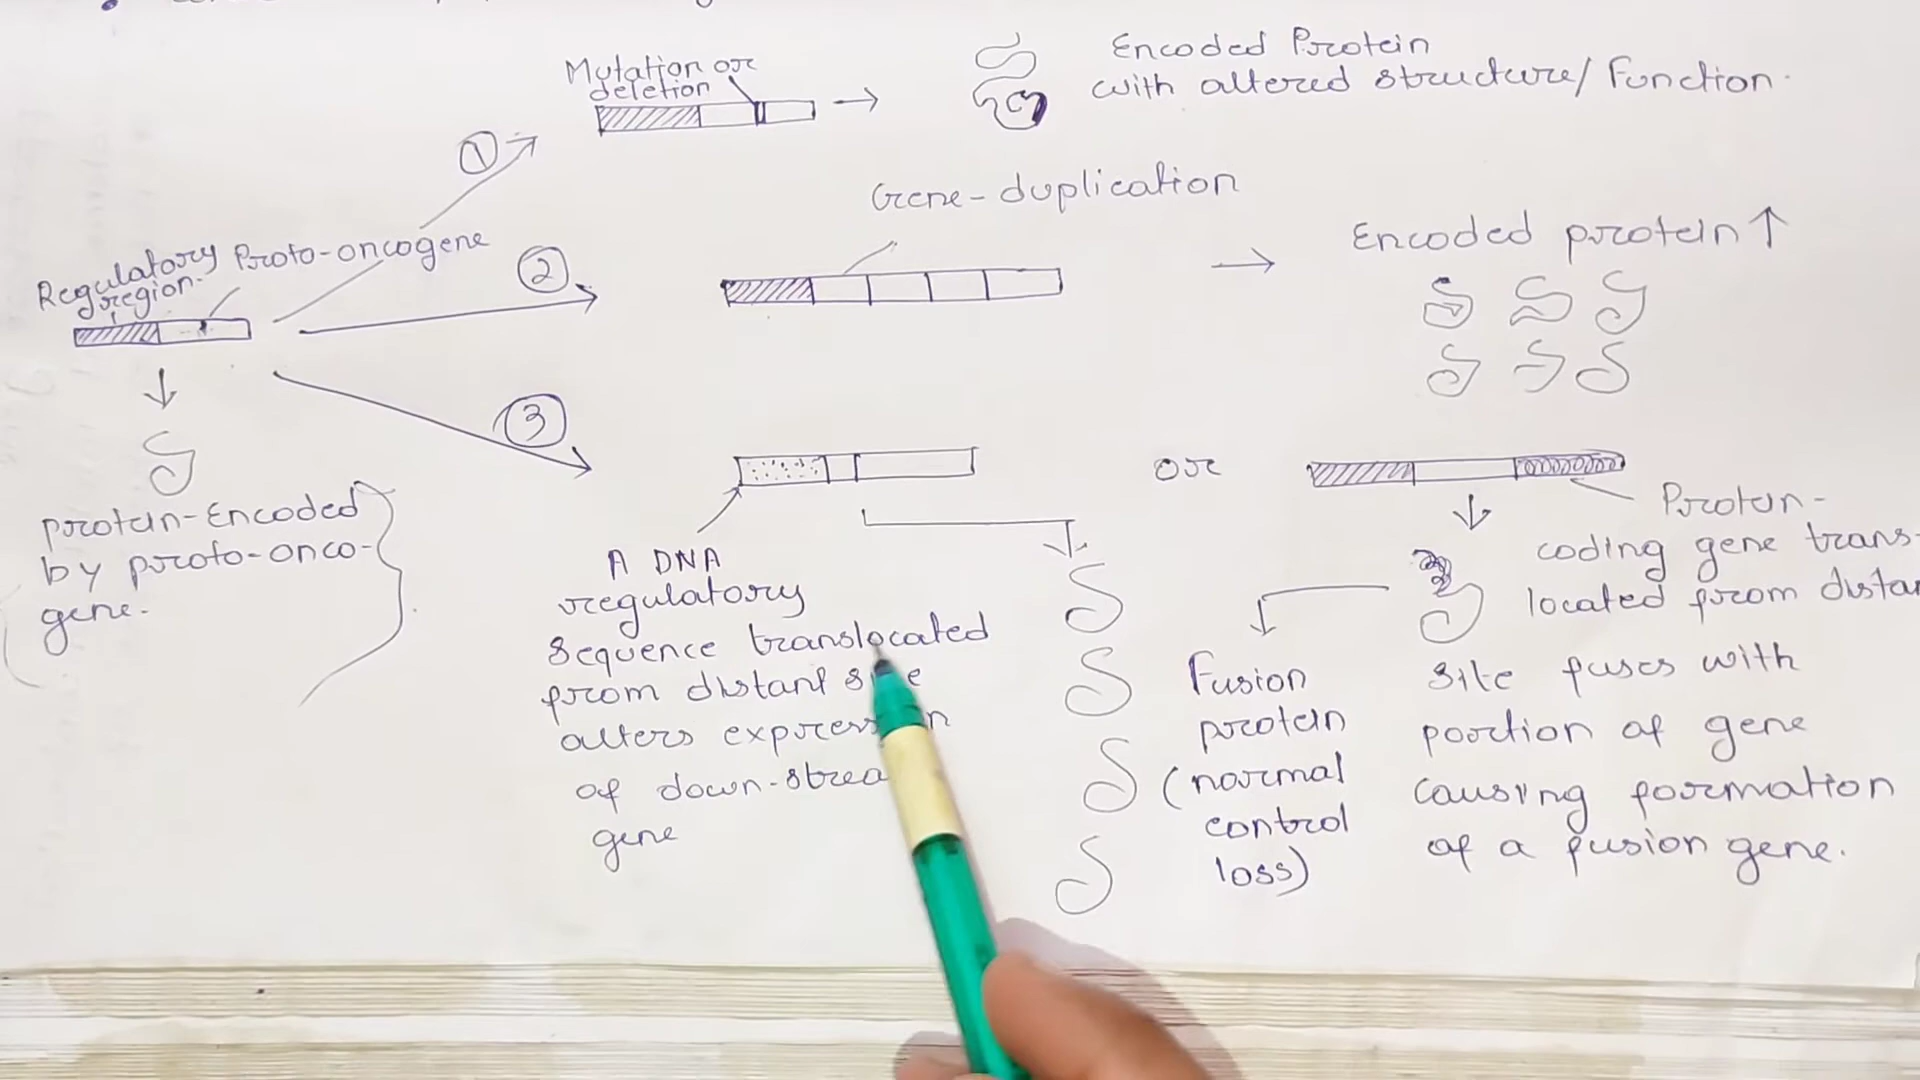 Mutation or
deletion
Encoded Protein
with altered structure/ Function.
①
Gene-duplication
Regulatory
region.
Proto-oncogene
②
Encoded protein ↑
③
or
Protein-Encoded
by proto-onco-
gene.
A DNA
regulatory
sequence translocated
from distant
alters
of down-strea
gene
Fusion
protein
(normal
control
loss)
Protein-
coding gene trans-
located from distan
site fuses with
portion of gene
causing formation
of a fusion gene.